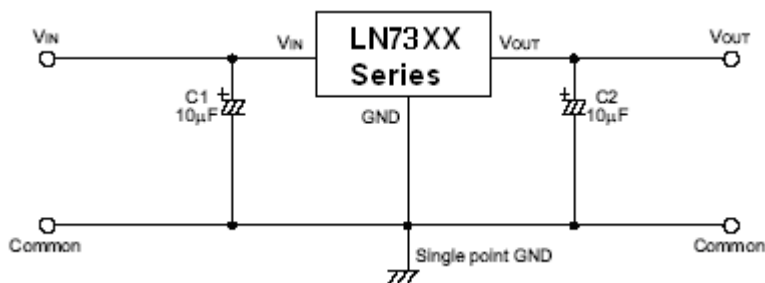 VIN
VIN
LN73XX
Series
VOUT
VOUT
C1
10μF
GND
C2
10μF
Common
Single point GND
Common
+
+